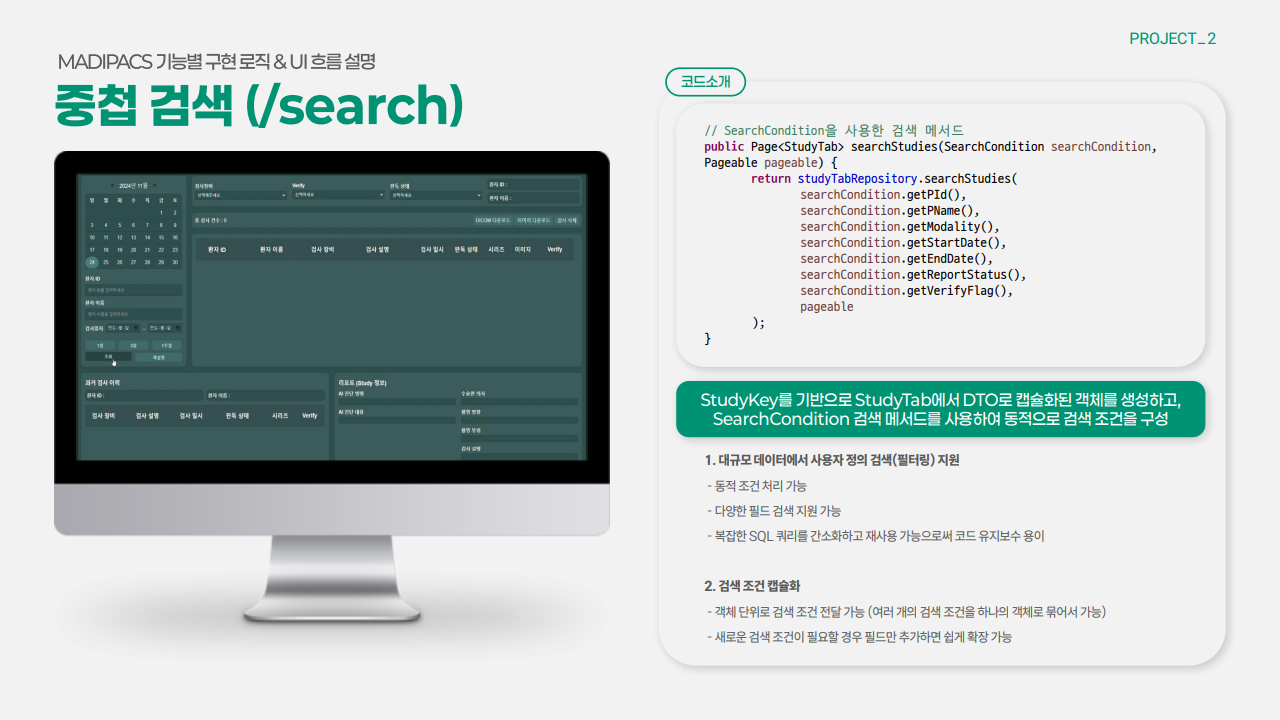 PROJECT_2
MADIPACS 기능별 구현 로직 & UI 흐름 설명
중첩 검색 (/search)
2024년 11월
일 월 화 수 목 금 토
1 2
3 4 5 6 7 8 9
10 11 12 13 14 15 16
17 18 19 20 21 22 23
24 25 26 27 28 29 30
환자 ID
환자 이름
검사일자
조회 재설정
검사장비 Verify 판독 상태
선택해주세요 선택하세요 선택하세요
환자 ID :
환자 이름 :
총 검사 건수 : 0
DICOM 다운로드 이미지 다운로드 검사 삭제
환자 ID 환자 이름 검사 장비 검사 설명 검사 일시 판독 상태 시리즈 이미지 Verify
과거 검사 이력
환자 ID : 환자 이름 :
검사 장비 검사 설명 검사 일시 판독 상태 시리즈 Verify
리포트 (Study 정보)
수술한 의사
촬영 방향
촬영 부위
검사 설명
코드소개
// SearchCondition을 사용한 검색 메서드
public Page<StudyTab> searchStudies(SearchCondition searchCondition,
Pageable pageable) {
return studyTabRepository.searchStudies(
searchCondition.getPId(),
searchCondition.getPName(),
searchCondition.getModality(),
searchCondition.getStartDate(),
searchCondition.getEndDate(),
searchCondition.getReportStatus(),
searchCondition.getVerifyFlag(),
pageable
);
}
StudyKey를 기반으로 StudyTab에서 DTO로 캡슐화된 객체를 생성하고,
SearchCondition 검색 메서드를 사용하여 동적으로 검색 조건을 구성
1. 대규모 데이터에서 사용자 정의 검색(필터링) 지원
- 동적 조건 처리 가능
- 다양한 필드 검색 지원 가능
- 복잡한 SQL 쿼리를 간소화하고 재사용 가능으로써 코드 유지보수 용이
2. 검색 조건 캡슐화
- 객체 단위로 검색 조건 전달 가능 (여러 개의 검색 조건을 하나의 객체로 묶어서 가능)
- 새로운 검색 조건이 필요할 경우 필드만 추가하면 쉽게 확장 가능